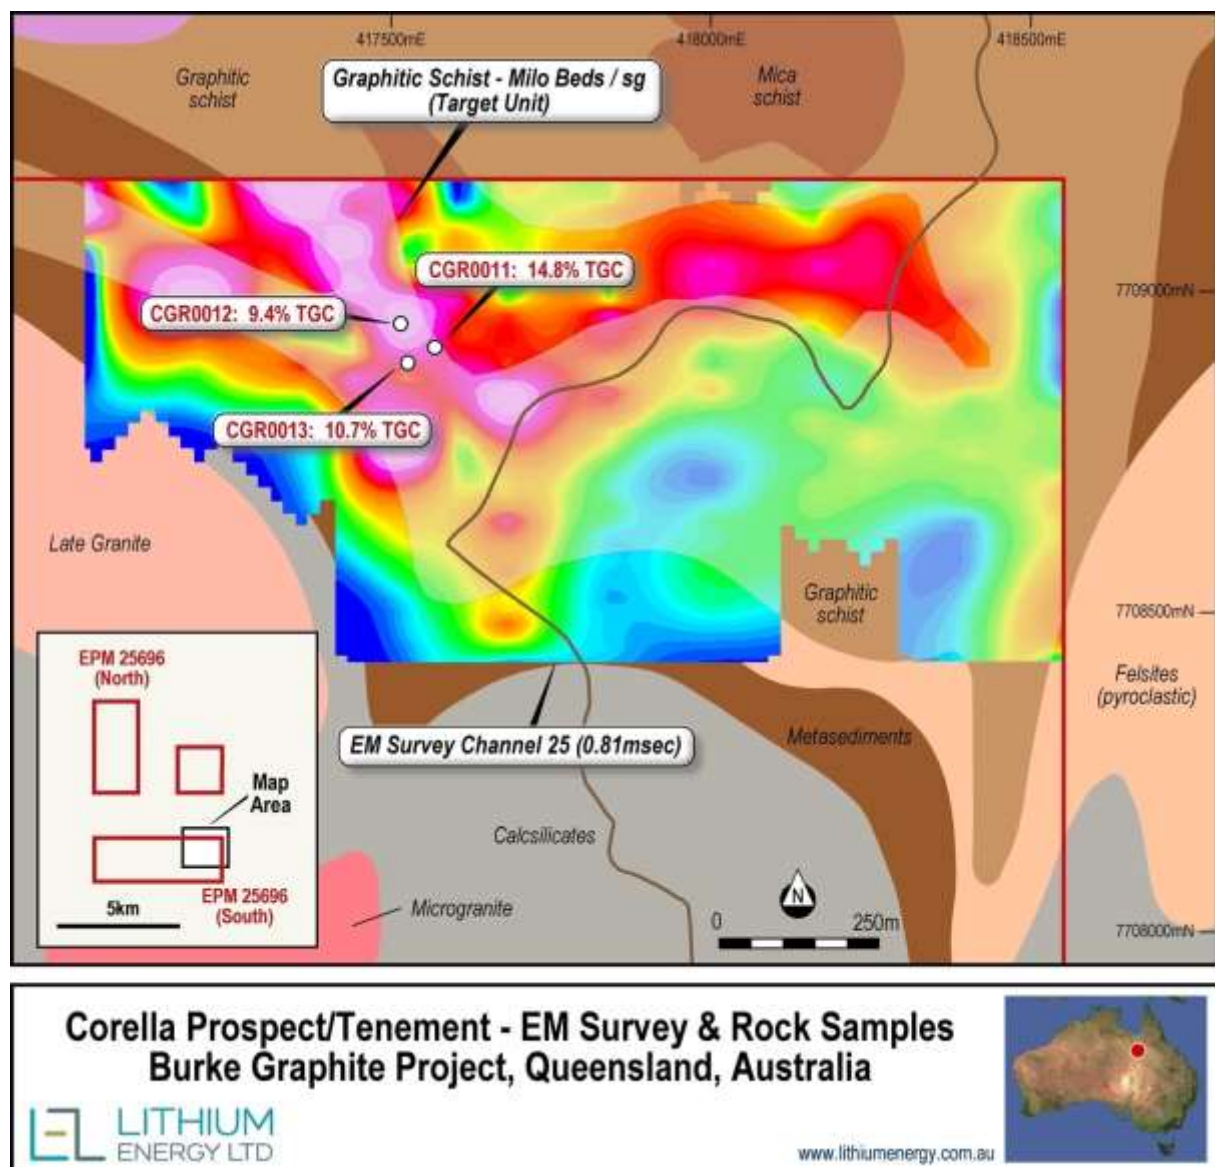 417500mE
418000mE
418500mE
Graphitic
schist
Graphitic Schist - Milo Beds / sg
(Target Unit)
Mica
schist
CGR0011: 14.8% TGC
7709000mN
CGR0012: 9.4% TGC
CGR0013: 10.7% TGC
Late Granite
Graphitic
schist
7708500mN
EPM 25696
(North)
Felsites
(pyroclastic)
EM Survey Channel 25 (0.81msec)
Metasediments
Map
Area
Calcsilicates
EPM 25696
(South)
5km
Microgranite
N
0
250m
7708000mN
Corella Prospect/Tenement - EM Survey & Rock Samples
Burke Graphite Project, Queensland, Australia
LITHIUM
ENERGY LTD
www.lithiumenergy.com.au